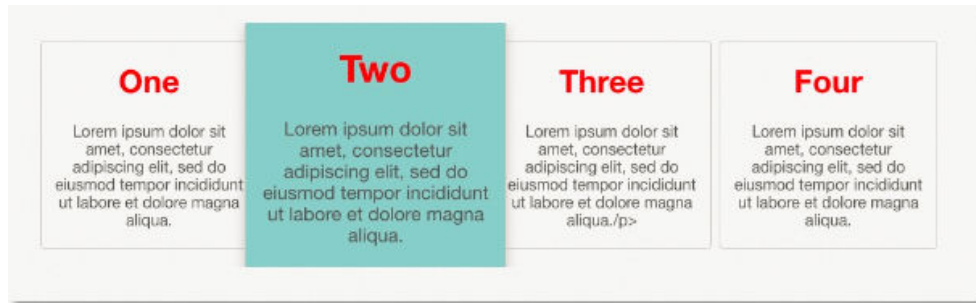 One
Lorem ipsum dolor sit
amet, consectetur
adipiscing elit, sed do
eiusmod tempor incididunt
ut labore et dolore magna
aliqua.
Two
Lorem ipsum dolor sit
amet, consectetur
adipiscing elit, sed do
eiusmod tempor incididunt
ut labore et dolore magna
aliqua.
Three
Lorem ipsum dolor sit
amet, consectetur
adipiscing elit, sed do
eiusmod tempor incididunt
ut labore et dolore magna
aliqua./p>
Four
Lorem ipsum dolor sit
amet, consectetur
adipiscing elit, sed do
eiusmod tempor incididunt
ut labore et dolore magna
aliqua.